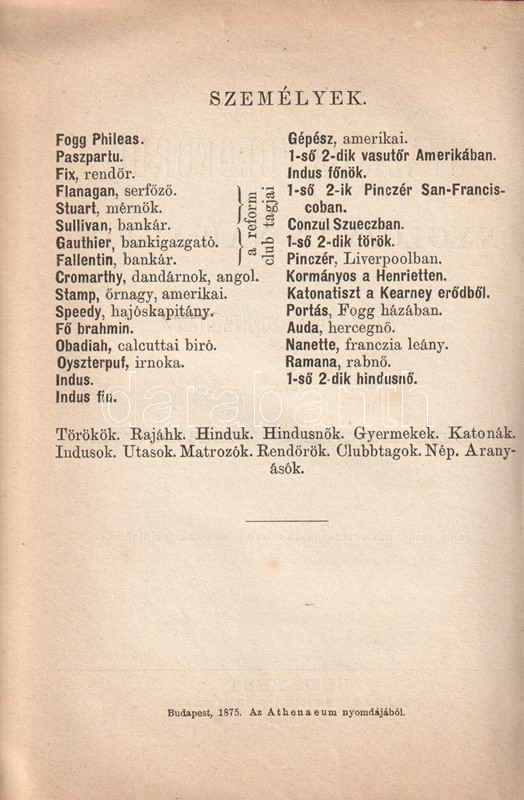 SZEMÉLYEK.
Fogg Phileas.
Paszpartu.
Fix, rendőr.
Flanagan, serfőző.
Stuart, mérnök.
Sullivan, bankár.
Gauthier, bankigazgató.
Fallentin, bankár.
a reform
club tagjai
Cromarthy, dandárnok, angol.
Stamp, őrnagy, amerikai.
Speedy, hajóskapitány.
Fő brahmin.
Obadiah, calcuttai biró.
Oyszterpuf, irnoka.
Indus.
Indus fiu.
Gépész, amerikai.
1-ső 2-dik vasutőr Amerikában.
Indus főnök.
1-ső 2-ik Pinczér San-Francis-
coban.
Conzul Szueczban.
1-ső 2-dik török.
Pinczér, Liverpoolban.
Kormányos a Henrietten.
Katonatiszt a Kearney erődből.
Portás, Fogg házában.
Auda, hercegnő.
Nanette, franczia leány.
Ramana, rabnő.
1-ső 2-dik hindusnő.
Törökök. Rajáhk. Hinduk. Hindusnők. Gyermekek. Katonák.
Indusok. Utasok. Matrozók. Rendőrök. Clubbtagok. Nép. Arany-
ásók.
darabanth
Budapest, 1875. Az Athenaeum nyomdájából.